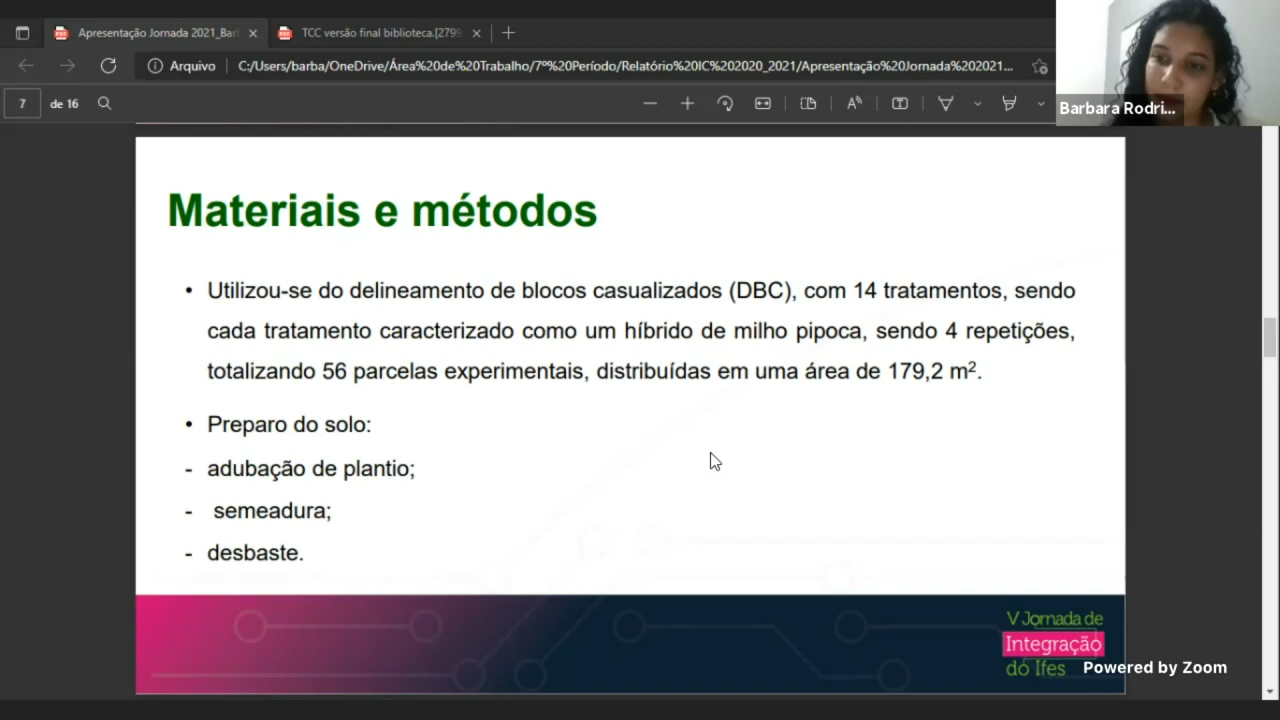 Apresentação Jornada 2021_Bar
TCC versão final biblioteca.[2799
Arquivo
C:/Users/barba/OneDrive/Área%20de%20Trabalho/7º%20Período/Relatório%20IC%202020_2021/Apresentação%20Jornada%202021...
7 de 16
Barbara Rodri...
Materiais e métodos
• Utilizou-se do delineamento de blocos casualizados (DBC), com 14 tratamentos, sendo
cada tratamento caracterizado como um híbrido de milho pipoca, sendo 4 repetições,
totalizando 56 parcelas experimentais, distribuídas em uma área de 179,2 m².
• Preparo do solo:
- adubação de plantio;
- semeadura;
- desbaste.
V Jornada de
Integração
do Ifes
Powered by Zoom